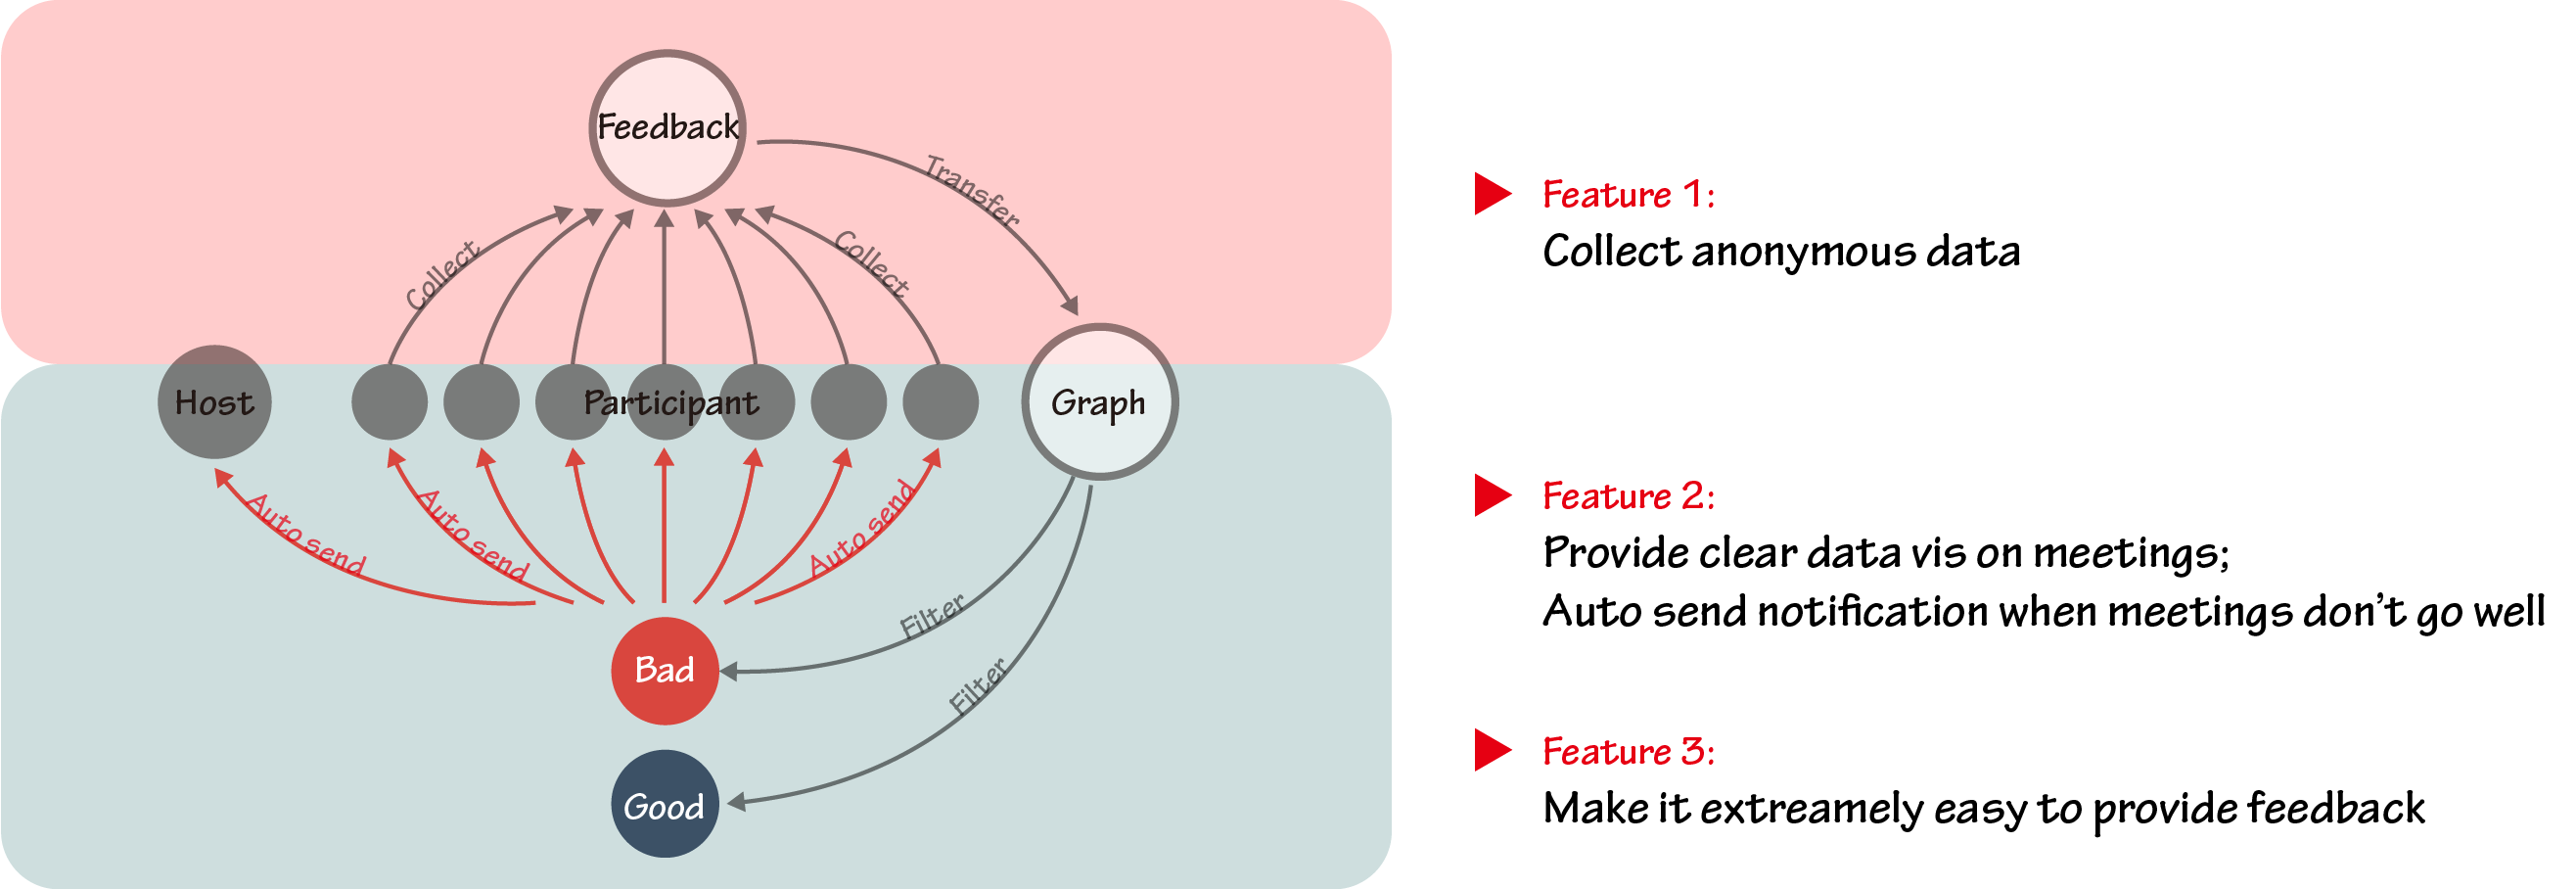 Feedback
Transfer
Collect
Collect
Host
Participant
Graph
Auto send
Auto send
Auto send
Filter
Filter
Bad
Good
Feature 1:
Collect anonymous data
Feature 2:
Provide clear data vis on meetings;
Auto send notification when meetings don’t go well
Feature 3:
Make it extreamely easy to provide feedback